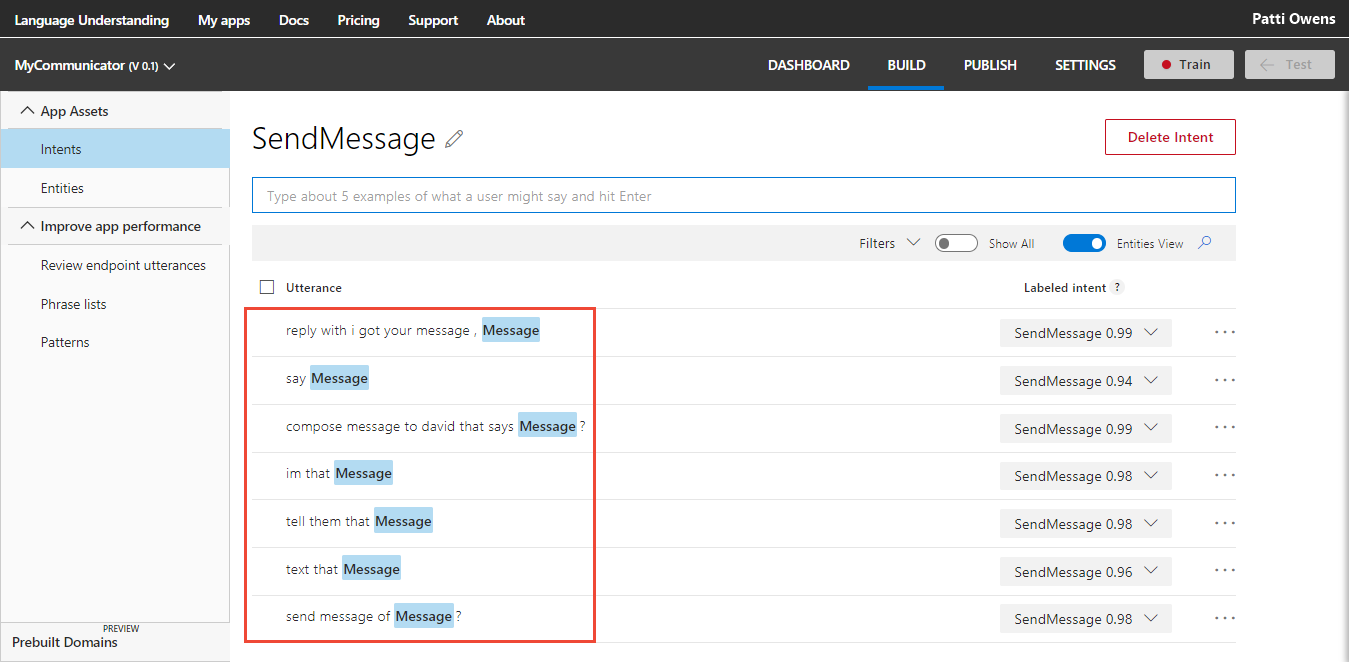 Language Understanding My apps Docs Pricing Support About Patti Owens
MyCommunicator (V 0.1) DASHBOARD BUILD PUBLISH SETTINGS Train Test
App Assets
Intents
Entities
Improve app performance
Review endpoint utterances
Phrase lists
Patterns
PREVIEW
Prebuilt Domains
SendMessage Delete Intent
Type about 5 examples of what a user might say and hit Enter
Filters Show All Entities View
Utterance Labeled intent ?
reply with i got your message , Message SendMessage 0.99 ...
say Message SendMessage 0.94 ...
compose message to david that says Message ? SendMessage 0.99 ...
im that Message SendMessage 0.98 ...
tell them that Message SendMessage 0.98 ...
text that Message SendMessage 0.96 ...
send message of Message ? SendMessage 0.98 ...